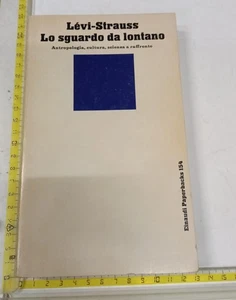 Lévi-Strauss
Lo sguardo da lontano
Antropologia, cultura, scienza a raffronto
Einaudi Paperbacks 154